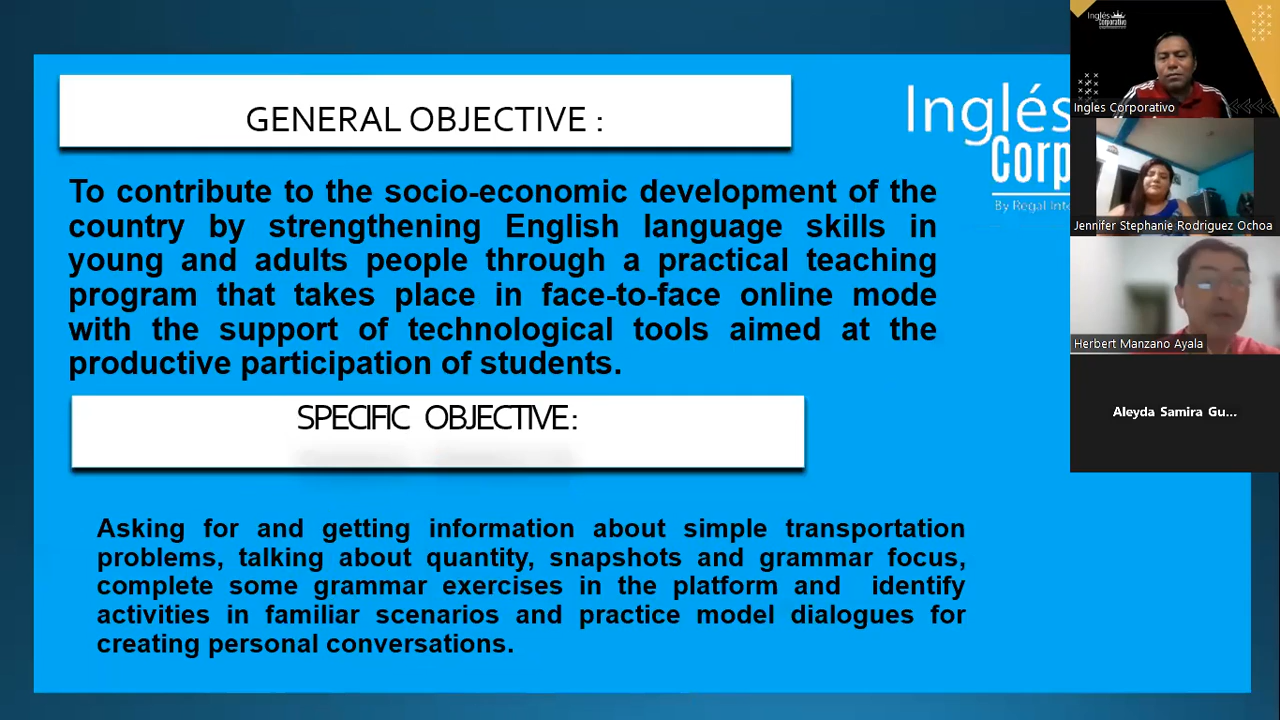 GENERAL OBJECTIVE :
To contribute to the socio-economic development of the
country by strengthening English language skills in
young and adults people through a practical teaching
program that takes place in face-to-face online mode
with the support of technological tools aimed at the
productive participation of students.
SPECIFIC OBJECTIVE:
Asking for and getting information about simple transportation
problems, talking about quantity, snapshots and grammar focus,
complete some grammar exercises in the platform and identify
activities in familiar scenarios and practice model dialogues for
creating personal conversations.
Inglés
Corp
By Regal Inte
Inglés
Corporativo
Ingles Corporativo
Jennifer Stephanie Rodriguez Ochoa
Herbert Manzano Ayala
Aleyda Samira Gu...